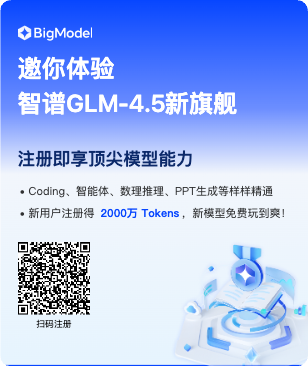 BigModel
邀你体验
智谱GLM-4.5新旗舰
注册即享顶尖模型能力
• Coding、智能体、数理推理、PPT生成等样样精通
• 新用户注册得 2000万 Tokens，新模型免费玩到爽！
扫码注册